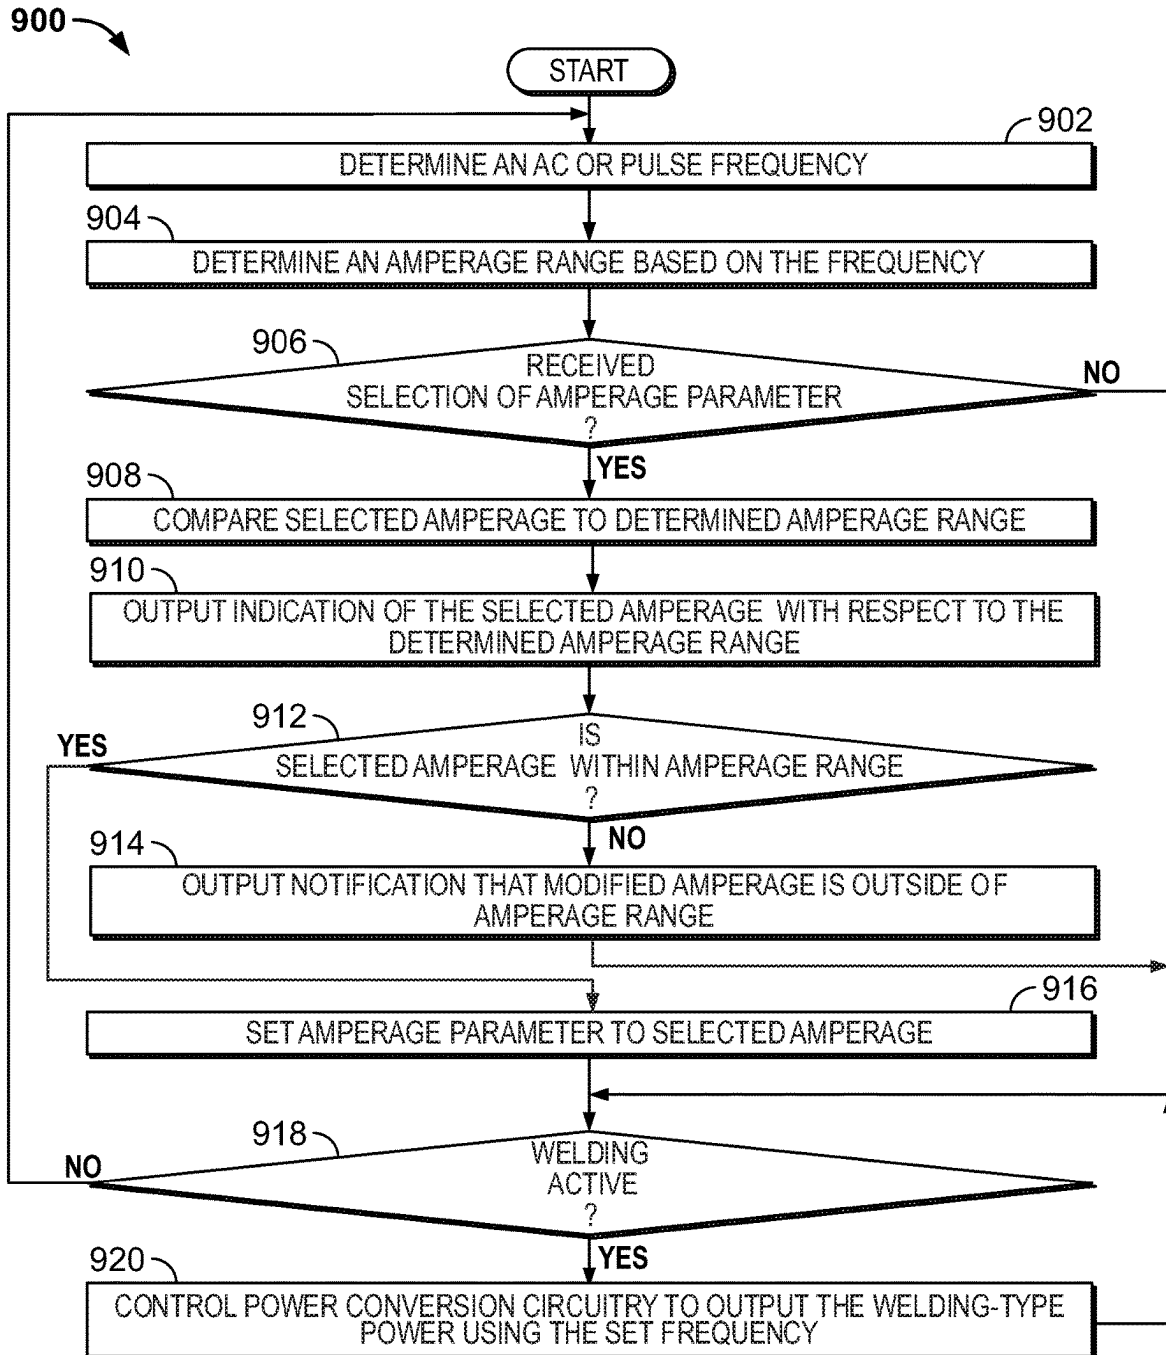 900
START
902
DETERMINE AN AC OR PULSE FREQUENCY
904
DETERMINE AN AMPERAGE RANGE BASED ON THE FREQUENCY
906
RECEIVED
SELECTION OF AMPERAGE PARAMETER
?
NO
YES
908
COMPARE SELECTED AMPERAGE TO DETERMINED AMPERAGE RANGE
910
OUTPUT INDICATION OF THE SELECTED AMPERAGE WITH RESPECT TO THE
DETERMINED AMPERAGE RANGE
912
YES
IS
SELECTED AMPERAGE WITHIN AMPERAGE RANGE
?
NO
914
OUTPUT NOTIFICATION THAT MODIFIED AMPERAGE IS OUTSIDE OF
AMPERAGE RANGE
916
SET AMPERAGE PARAMETER TO SELECTED AMPERAGE
918
NO
WELDING
ACTIVE
?
YES
920
CONTROL POWER CONVERSION CIRCUITRY TO OUTPUT THE WELDING-TYPE
POWER USING THE SET FREQUENCY